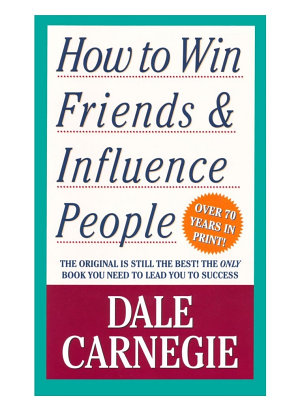 How to Win
Friends &
Influence
People
OVER 70
YEARS IN
PRINT!
THE ORIGINAL IS STILL THE BEST! THE ONLY
BOOK YOU NEED TO LEAD YOU TO SUCCESS
DALE
CARNEGIE